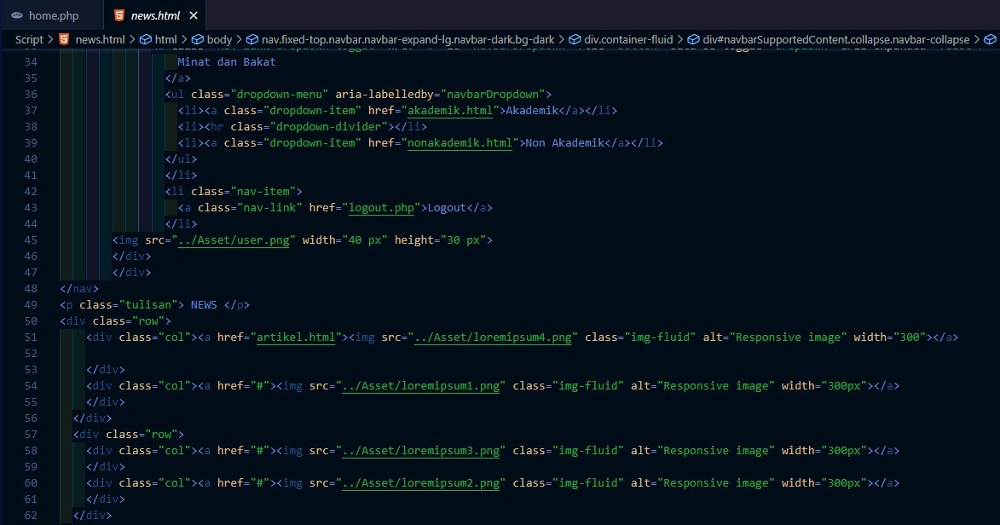 home.php news.html
Script > news.html > html > body > nav.fixed-top.navbar.navbar-expand-lg.navbar-dark.bg-dark > div.container-fluid > div#navbarSupportedContent.collapse.navbar-collapse >
34 Minat dan Bakat
35 </a>
36 <ul class="dropdown-menu" aria-labelledby="navbarDropdown">
37 <li><a class="dropdown-item" href="akademik.html">Akademik</a></li>
38 <li><hr class="dropdown-divider"></li>
39 <li><a class="dropdown-item" href="nonakademik.html">Non Akademik</a></li>
40 </ul>
41 </li>
42 <li class="nav-item">
43 <a class="nav-link" href="logout.php">Logout</a>
44 </li>
45 <img src="../Asset/user.png" width="40 px" height="30 px">
46 </div>
47 </div>
48 </nav>
49 <p class="tulisan"> NEWS </p>
50 <div class="row">
51 <div class="col"><a href="artikel.html"><img src="../Asset/loremipsum4.png" class="img-fluid" alt="Responsive image" width="300"></a>
52
53 </div>
54 <div class="col"><a href="#"><img src="../Asset/loremipsum1.png" class="img-fluid" alt="Responsive image" width="300px"></a>
55 </div>
56 </div>
57 <div class="row">
58 <div class="col"><a href="#"><img src="../Asset/loremipsum3.png" class="img-fluid" alt="Responsive image" width="300px"></a>
59 </div>
60 <div class="col"><a href="#"><img src="../Asset/loremipsum2.png" class="img-fluid" alt="Responsive image" width="300px"></a>
61 </div>
62 </div>